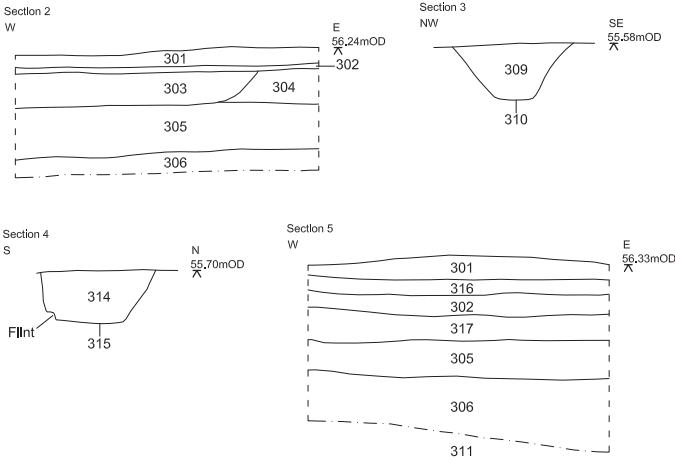 Section 2
W
E
56.24mOD
301
302
303
304
305
306
Section 3
NW
SE
55.58mOD
309
310
Section 4
S
N
55.70mOD
314
Flint
315
Section 5
W
E
56.33mOD
301
316
302
317
305
306
311